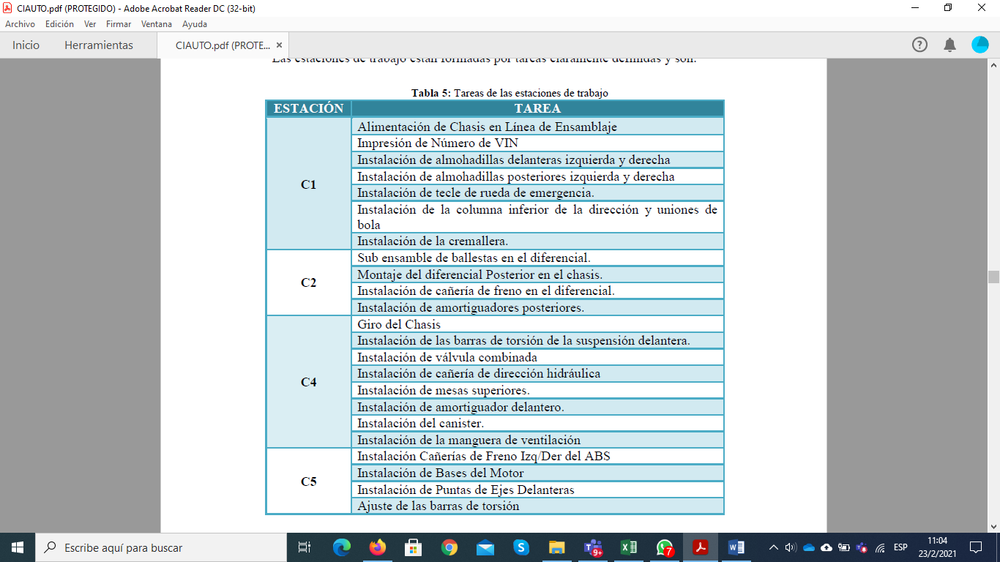 CIAUTO.pdf (PROTEGIDO) - Adobe Acrobat Reader DC (32-bit)
Archivo Edición Ver Firmar Ventana Ayuda
Inicio Herramientas CIAUTO.pdf (PROTE... ×
Las estaciones de trabajo están formadas por tareas claramente definidas y son:
Tabla 5: Tareas de las estaciones de trabajo
ESTACIÓN TAREA
C1
Alimentación de Chasis en Línea de Ensamblaje
Impresión de Número de VIN
Instalación de almohadillas delanteras izquierda y derecha
Instalación de almohadillas posteriores izquierda y derecha
Instalación de tecle de rueda de emergencia.
Instalación de la columna inferior de la dirección y uniones de
bola
Instalación de la cremallera.
C2
Sub ensamble de ballestas en el diferencial.
Montaje del diferencial Posterior en el chasis.
Instalación de cañería de freno en el diferencial.
Instalación de amortiguadores posteriores.
C4
Giro del Chasis
Instalación de las barras de torsión de la suspensión delantera.
Instalación de válvula combinada
Instalación de cañería de dirección hidráulica
Instalación de mesas superiores.
Instalación de amortiguador delantero.
Instalación del canister.
Instalación de la manguera de ventilación
C5
Instalación Cañerías de Freno Izq/Der del ABS
Instalación de Bases del Motor
Instalación de Puntas de Ejes Delanteras
Ajuste de las barras de torsión
Escribe aquí para buscar
9+
7
ESP
11:04
23/2/2021